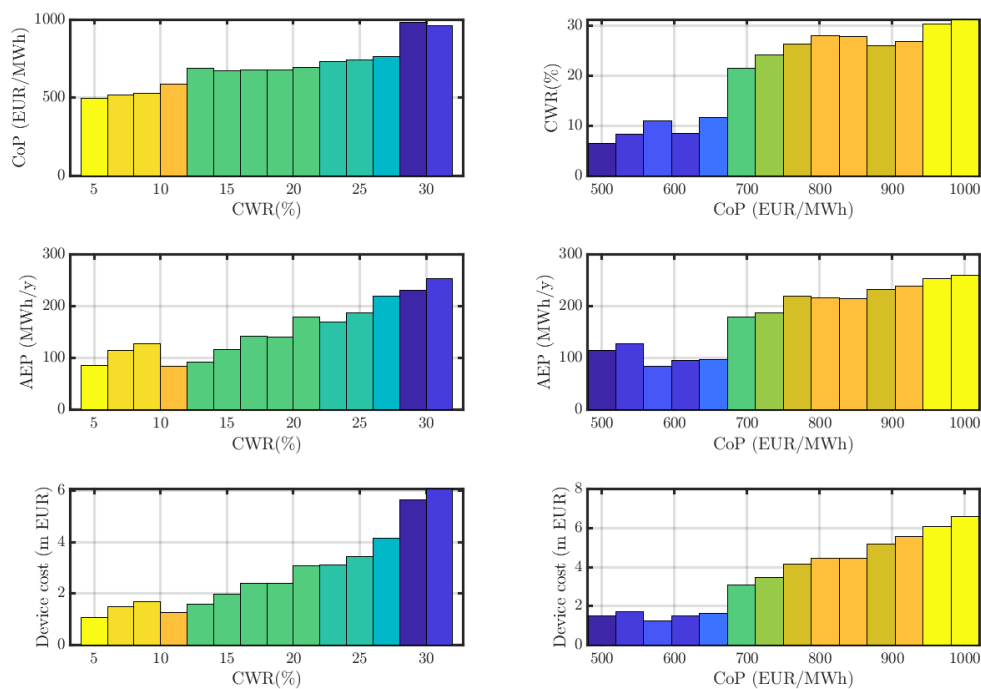 1000
500
0
CoP (EUR/MWh)
5 10 15 20 25 30
CWR(%)
30
20
10
0
CWR(%)
500 600 700 800 900 1000
CoP (EUR/MWh)
300
200
100
0
AEP (MWh/y)
5 10 15 20 25 30
CWR(%)
300
200
100
0
AEP (MWh/y)
500 600 700 800 900 1000
CoP (EUR/MWh)
6
4
2
0
Device cost (m EUR)
5 10 15 20 25 30
CWR(%)
8
6
4
2
0
Device cost (m EUR)
500 600 700 800 900 1000
CoP (EUR/MWh)